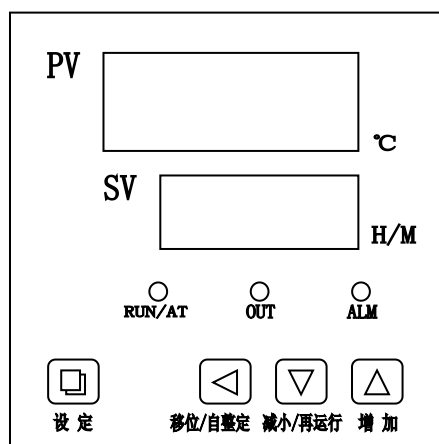 PV
℃
SV
H/M
RUN/AT OUT ALM
设 定 移位/自整定 减小/再运行 增 加